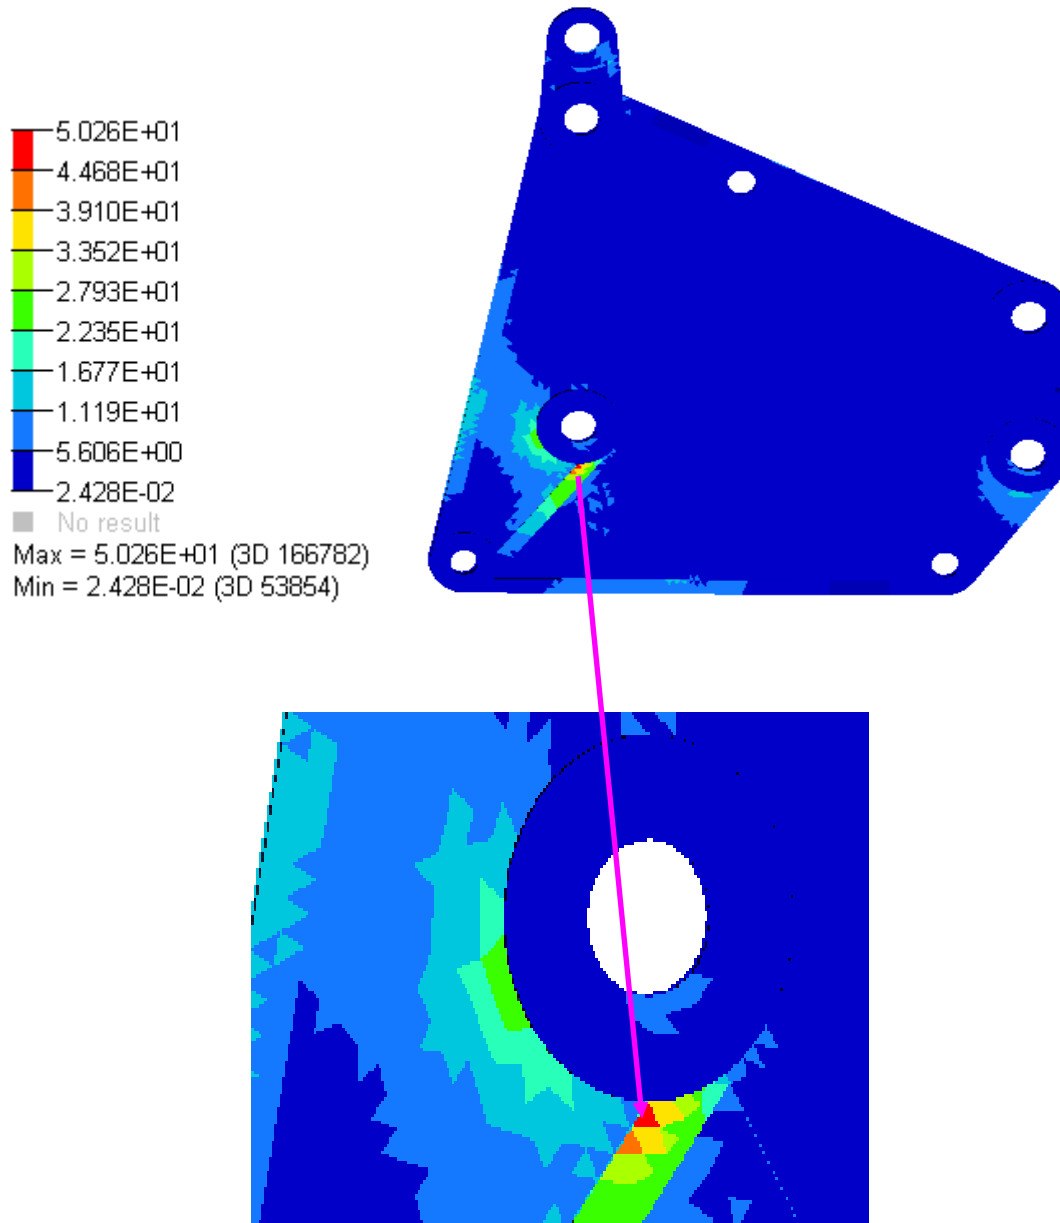 5.026E+01
4.468E+01
3.910E+01
3.352E+01
2.793E+01
2.235E+01
1.677E+01
1.119E+01
5.606E+00
2.428E-02
No result
Max = 5.026E+01 (3D 166782)
Min = 2.428E-02 (3D 53854)